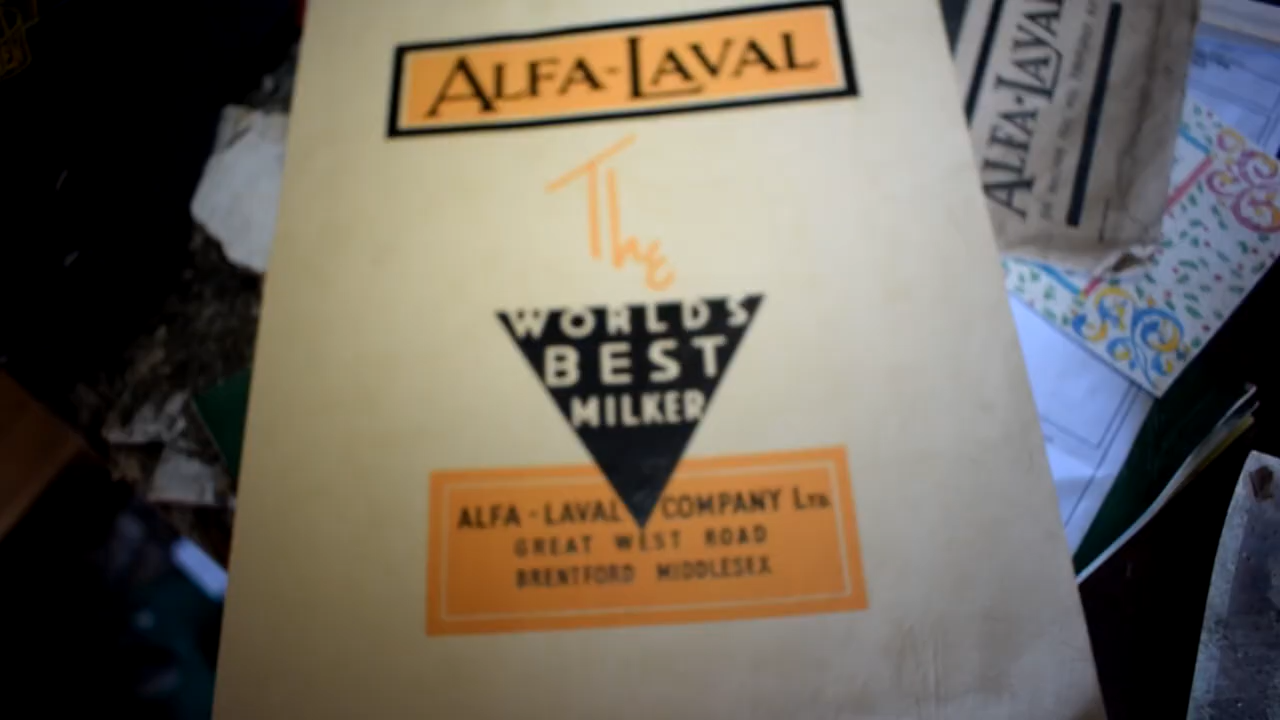 ALFA-LAVAL
The
WORLDS
BEST
MILKER
ALFA-LAVAL COMPANY LTD.
GREAT WEST ROAD
BRENTFORD MIDDLESEX
ALFA-LAVAL